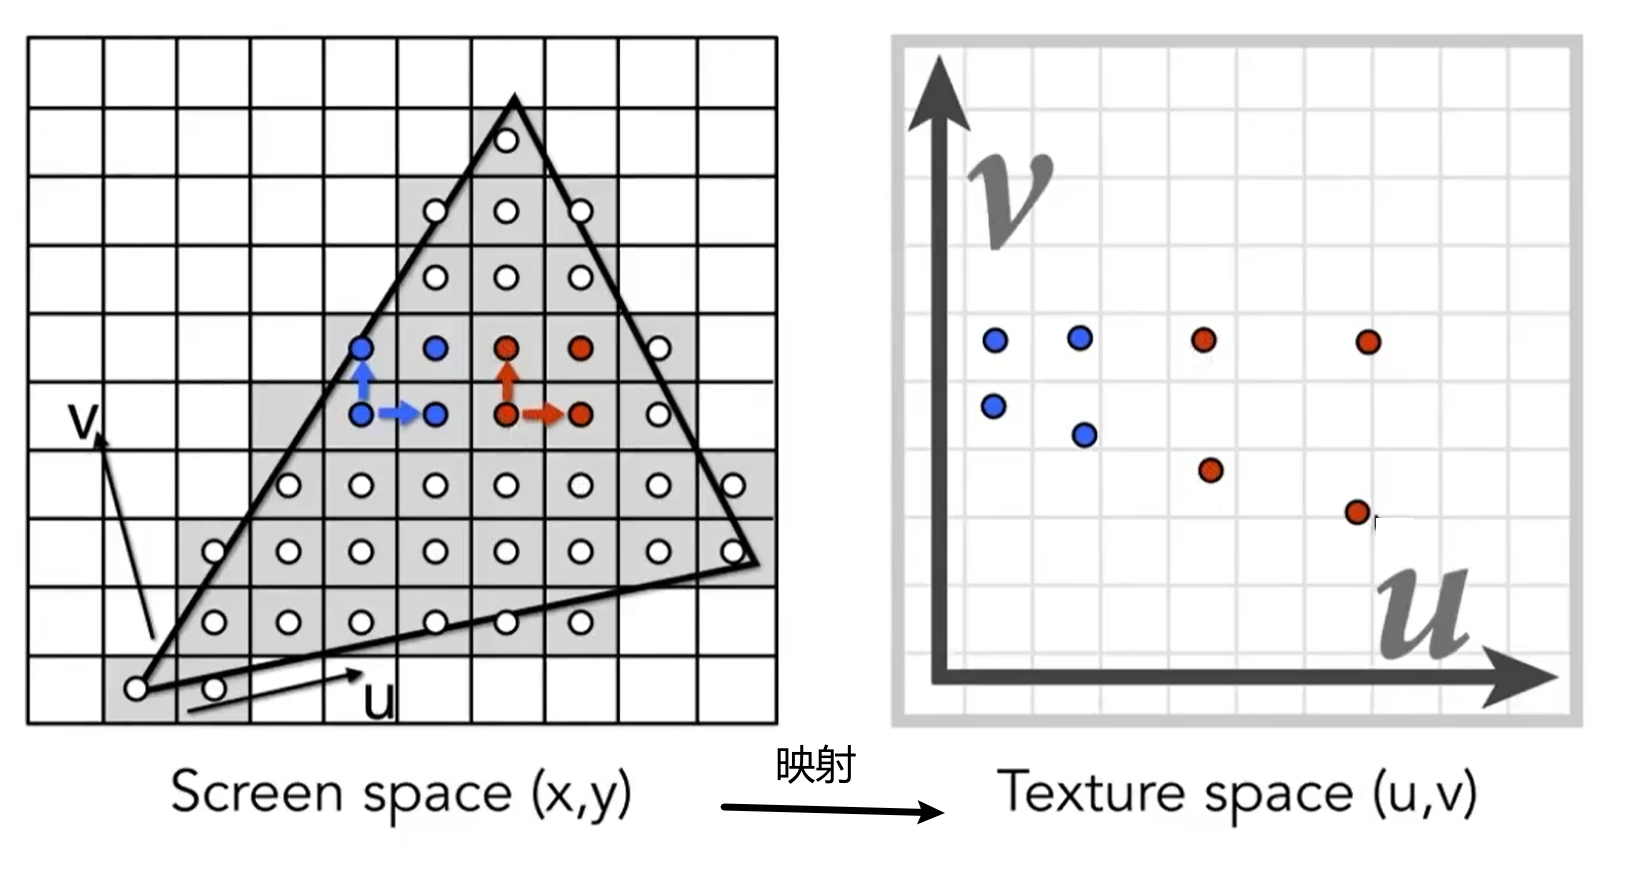 v
u
Screen space (x,y)
映射
v
u
Texture space (u,v)